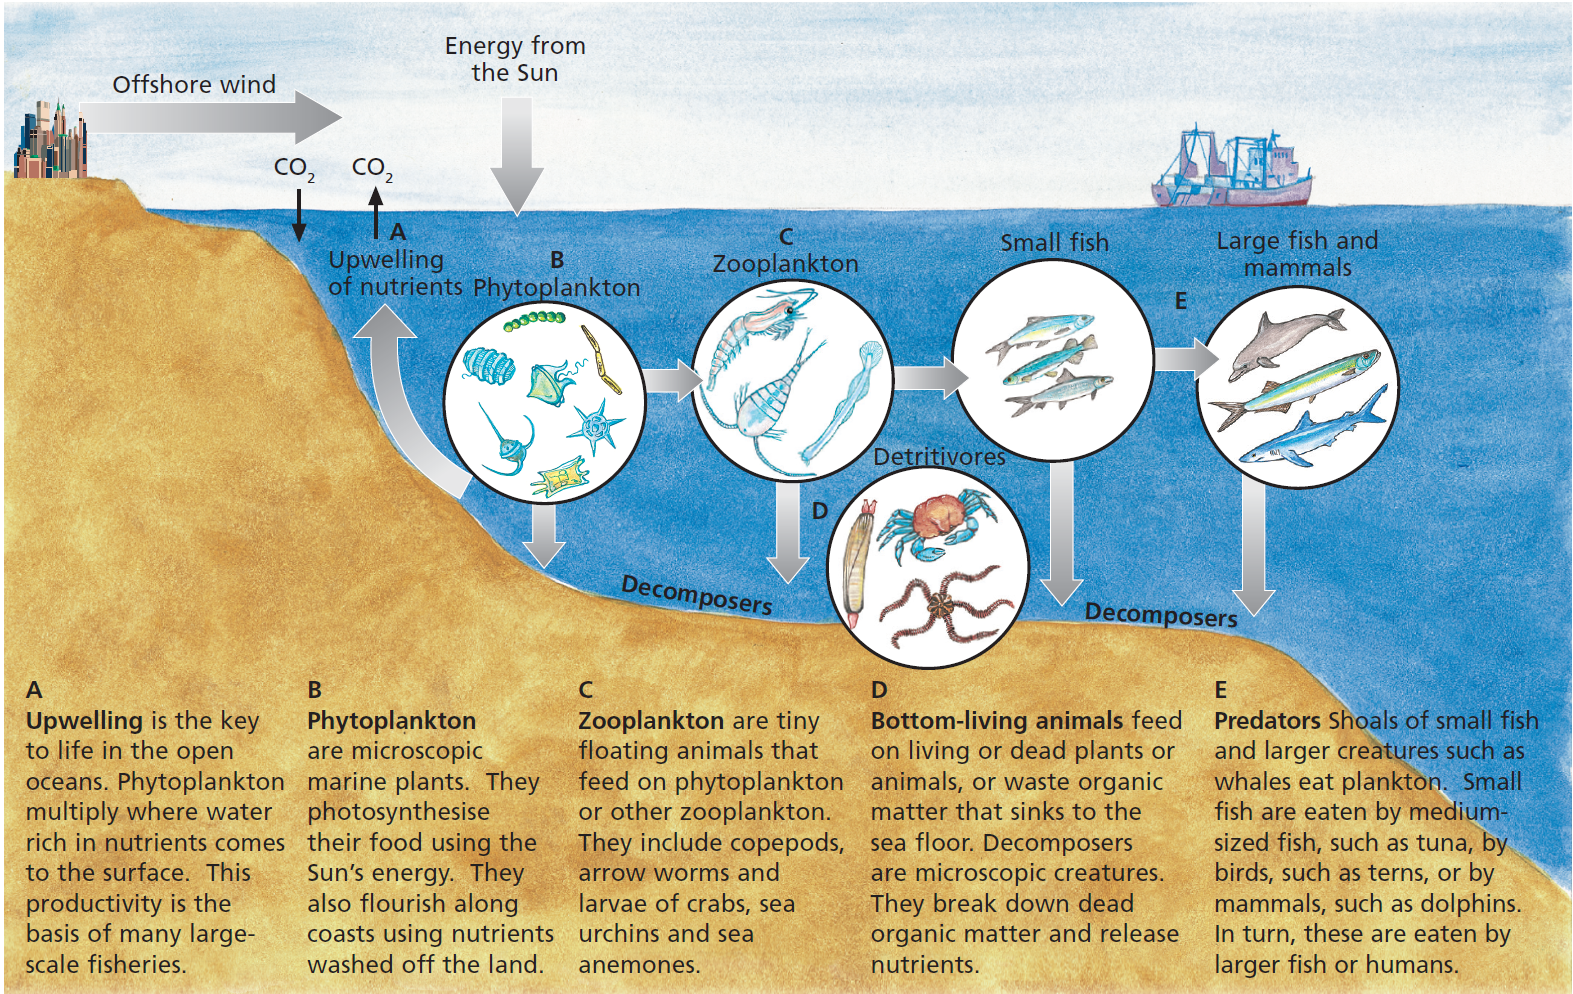 Energy from
the Sun
Offshore wind
CO₂
CO₂
A
Upwelling
of nutrients
B
Phytoplankton
C
Zooplankton
Small fish
Large fish and
mammals
E
Detritivores
D
Decomposers
Decomposers
A
Upwelling is the key
to life in the open
oceans. Phytoplankton
multiply where water
rich in nutrients comes
to the surface. This
productivity is the
basis of many large-
scale fisheries.
B
Phytoplankton
are microscopic
marine plants. They
photosynthesise
their food using the
Sun’s energy. They
also flourish along
coasts using nutrients
washed off the land.
C
Zooplankton are tiny
floating animals that
feed on phytoplankton
or other zooplankton.
They include copepods,
arrow worms and
larvae of crabs, sea
urchins and sea
anemones.
D
Bottom-living animals feed
on living or dead plants or
animals, or waste organic
matter that sinks to the
sea floor. Decomposers
are microscopic creatures.
They break down dead
organic matter and release
nutrients.
E
Predators Shoals of small fish
and larger creatures such as
whales eat plankton. Small
fish are eaten by medium-
sized fish, such as tuna, by
birds, such as terns, or by
mammals, such as dolphins.
In turn, these are eaten by
larger fish or humans.